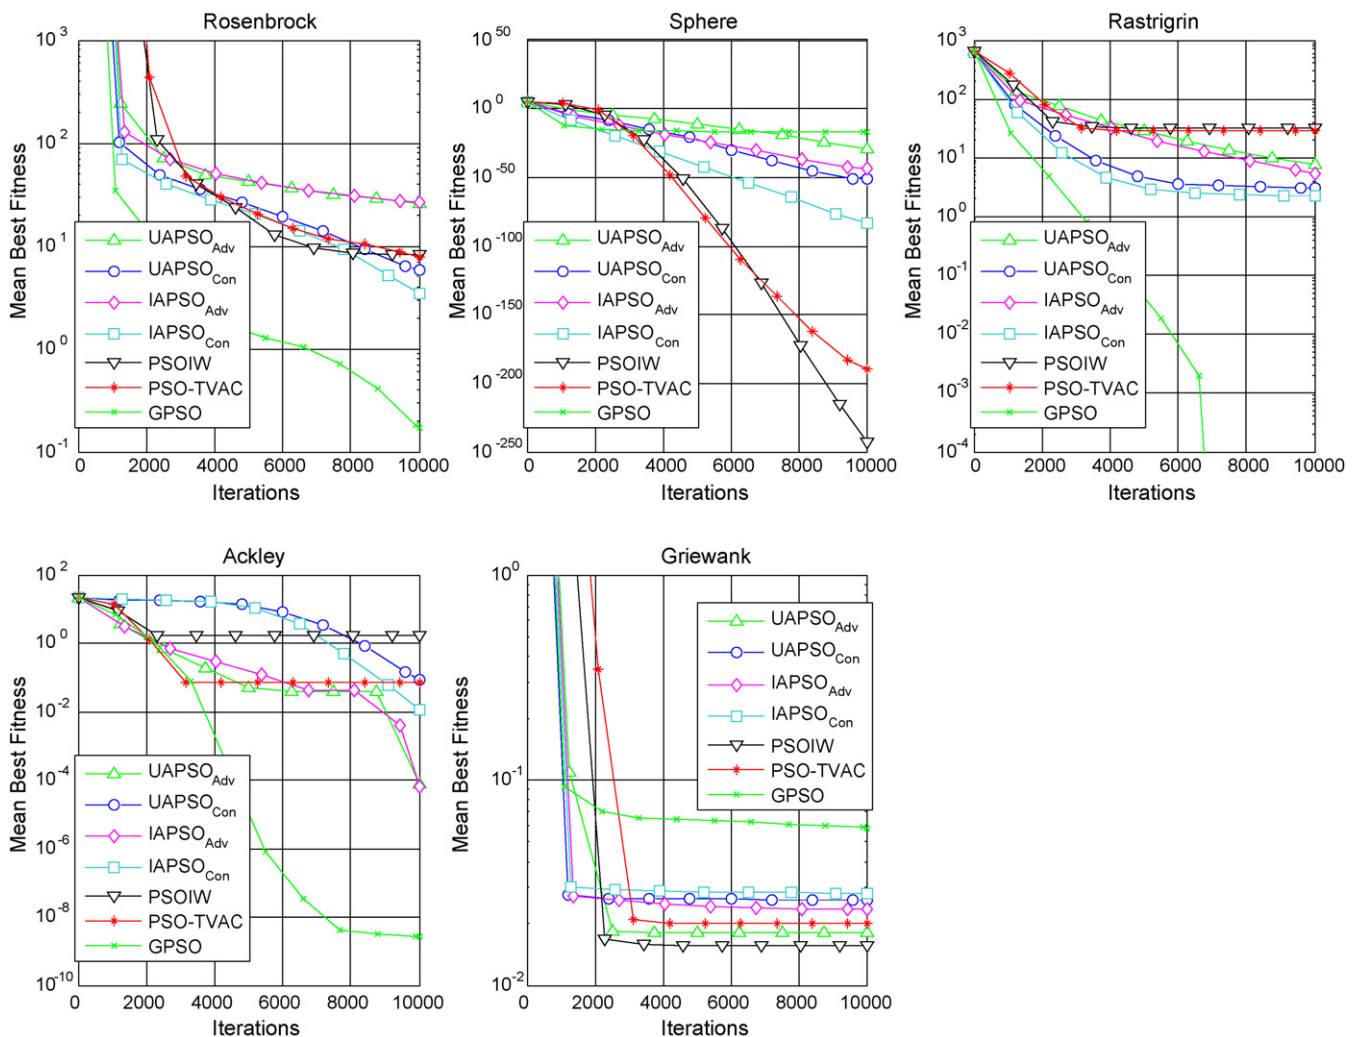 Rosenbrock
Mean Best Fitness
10^3
10^2
10^1
10^0
10^-1
UAPSO_Adv
UAPSO_Con
IAPSO_Adv
IAPSO_Con
PSOIW
PSO-TVAC
GPSO
0 2000 4000 6000 8000 10000
Iterations
Sphere
Mean Best Fitness
10^50
10^0
10^-50
10^-100
10^-150
10^-200
10^-250
UAPSO_Adv
UAPSO_Con
IAPSO_Adv
IAPSO_Con
PSOIW
PSO-TVAC
GPSO
0 2000 4000 6000 8000 10000
Iterations
Rastrigrin
Mean Best Fitness
10^3
10^2
10^1
10^0
10^-1
10^-2
10^-3
10^-4
UAPSO_Adv
UAPSO_Con
IAPSO_Adv
IAPSO_Con
PSOIW
PSO-TVAC
GPSO
0 2000 4000 6000 8000 10000
Iterations
Ackley
Mean Best Fitness
10^2
10^0
10^-2
10^-4
10^-6
10^-8
10^-10
UAPSO_Adv
UAPSO_Con
IAPSO_Adv
IAPSO_Con
PSOIW
PSO-TVAC
GPSO
0 2000 4000 6000 8000 10000
Iterations
Griewank
Mean Best Fitness
10^0
10^-1
10^-2
UAPSO_Adv
UAPSO_Con
IAPSO_Adv
IAPSO_Con
PSOIW
PSO-TVAC
GPSO
0 2000 4000 6000 8000 10000
Iterations